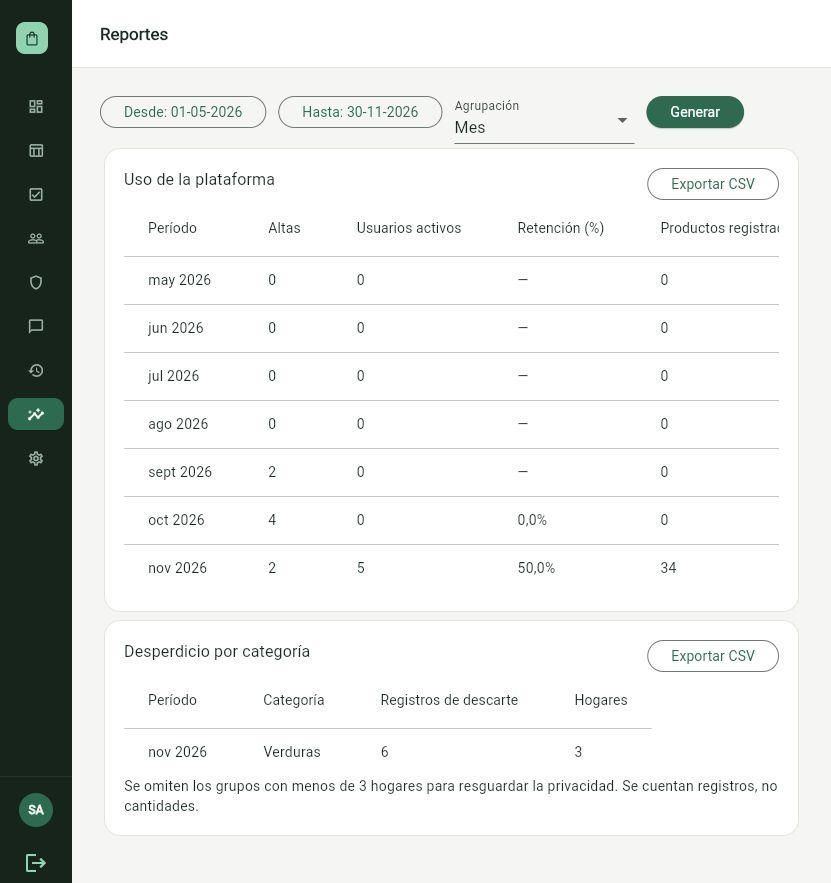 Reportes
Desde: 01-05-2026 Hasta: 30-11-2026 Agrupación Mes Generar
Uso de la plataforma Exportar CSV
Período Altas Usuarios activos Retención (%) Productos registrad
may 2026 0 0 — 0
jun 2026 0 0 — 0
jul 2026 0 0 — 0
ago 2026 0 0 — 0
sept 2026 2 0 — 0
oct 2026 4 0 0,0% 0
nov 2026 2 5 50,0% 34
Desperdicio por categoría Exportar CSV
Período Categoría Registros de descarte Hogares
nov 2026 Verduras 6 3
Se omiten los grupos con menos de 3 hogares para resguardar la privacidad. Se cuentan registros, no
cantidades.
SA